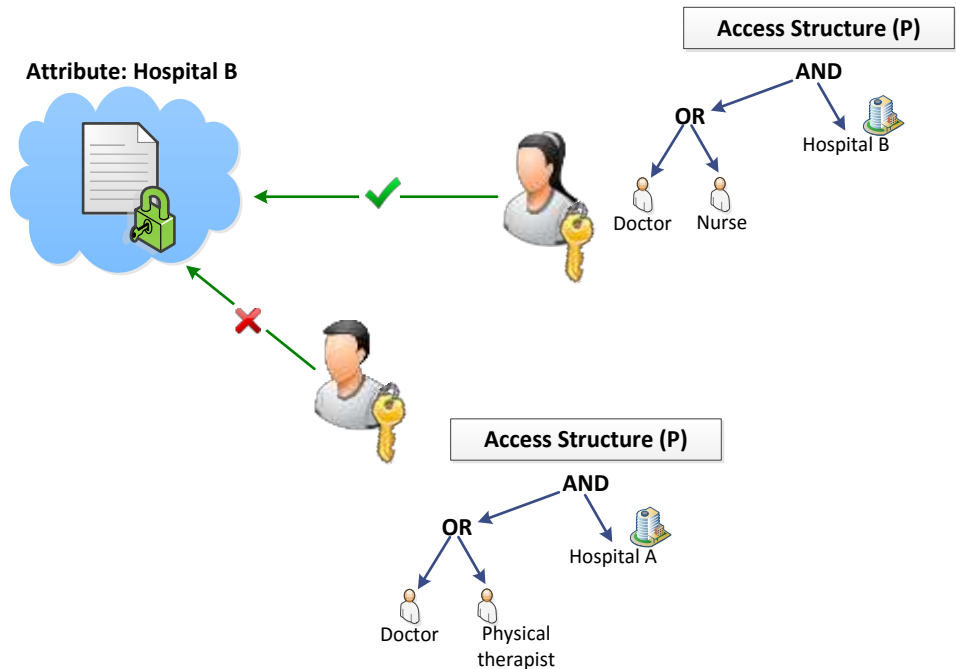 Access Structure (P)
Attribute: Hospital B
AND
OR
Hospital B
Doctor
Nurse
Access Structure (P)
AND
OR
Hospital A
Doctor
Physical
therapist